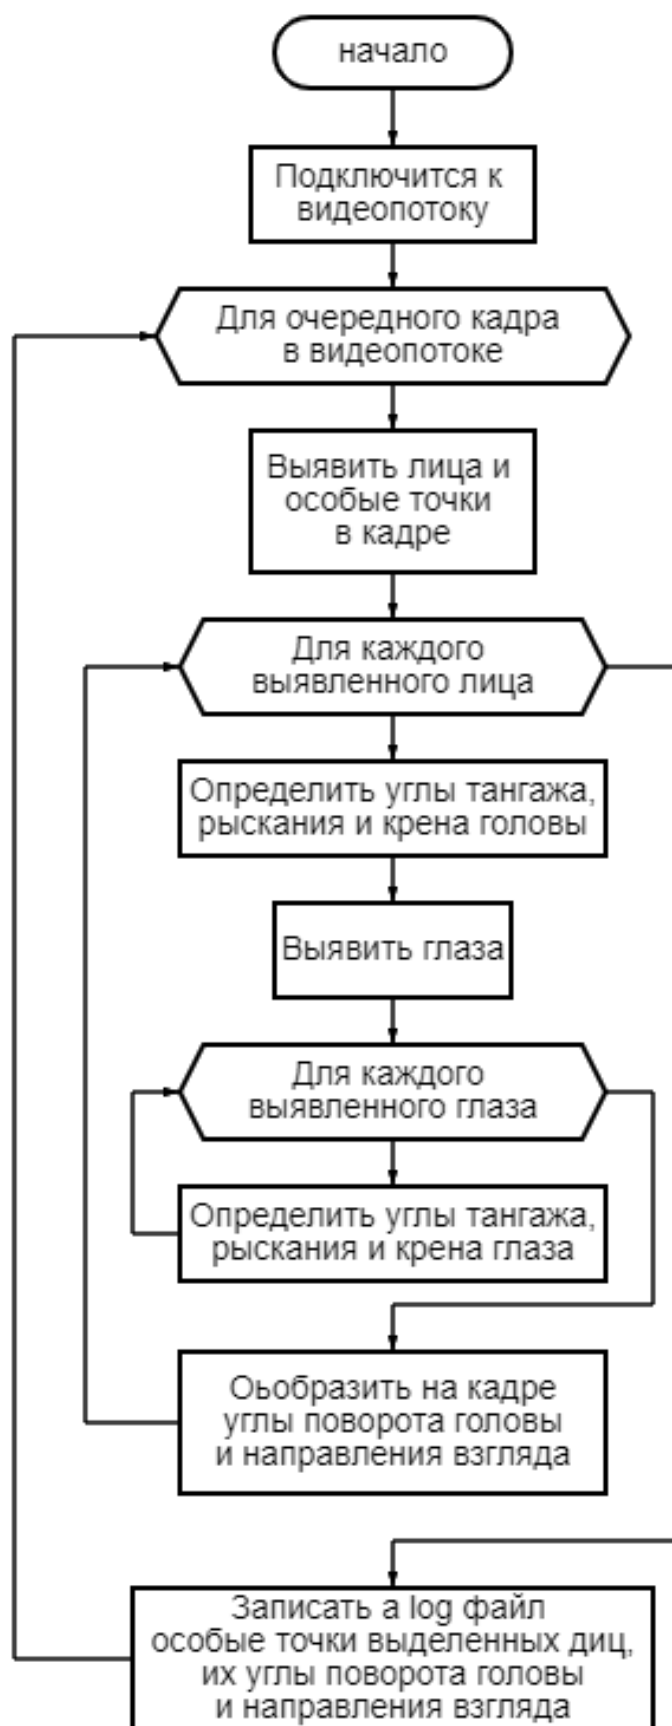 начало
Подключится к
видеопотоку
Для очередного кадра
в видеопотоке
Выявить лица и
особые точки
в кадре
Для каждого
выявленного лица
Определить углы тангажа,
рыскания и крена головы
Выявить глаза
Для каждого
выявленного глаза
Определить углы тангажа,
рыскания и крена глаза
Оьобразить на кадре
углы поворота головы
и направления взгляда
Записать а log файл
особые точки выделенных диц,
их углы поворота головы
и направления взгляда